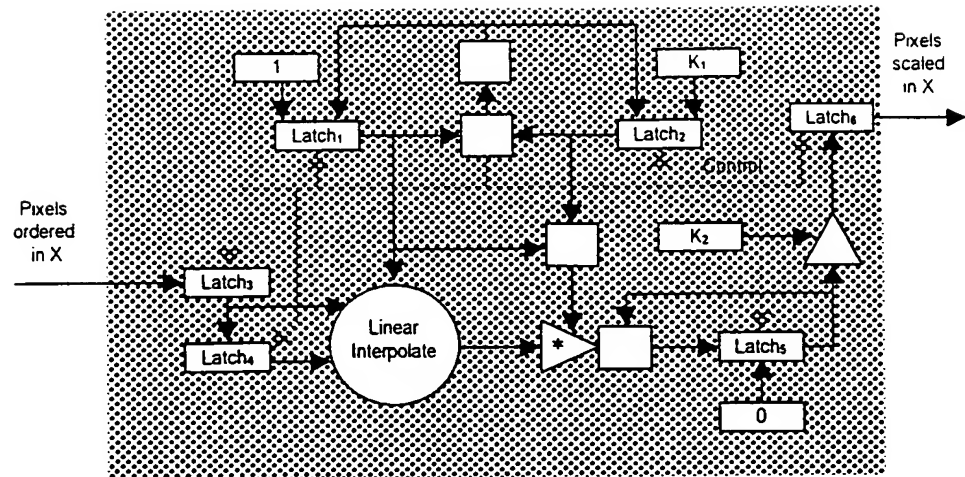 Pixels
scaled
in X
1
K₁
Latch₁
Latch₂
Latch₆
Control
Pixels
ordered
in X
K₂
Latch₃
Linear
Interpolate
Latch₄
*
Latch₅
0